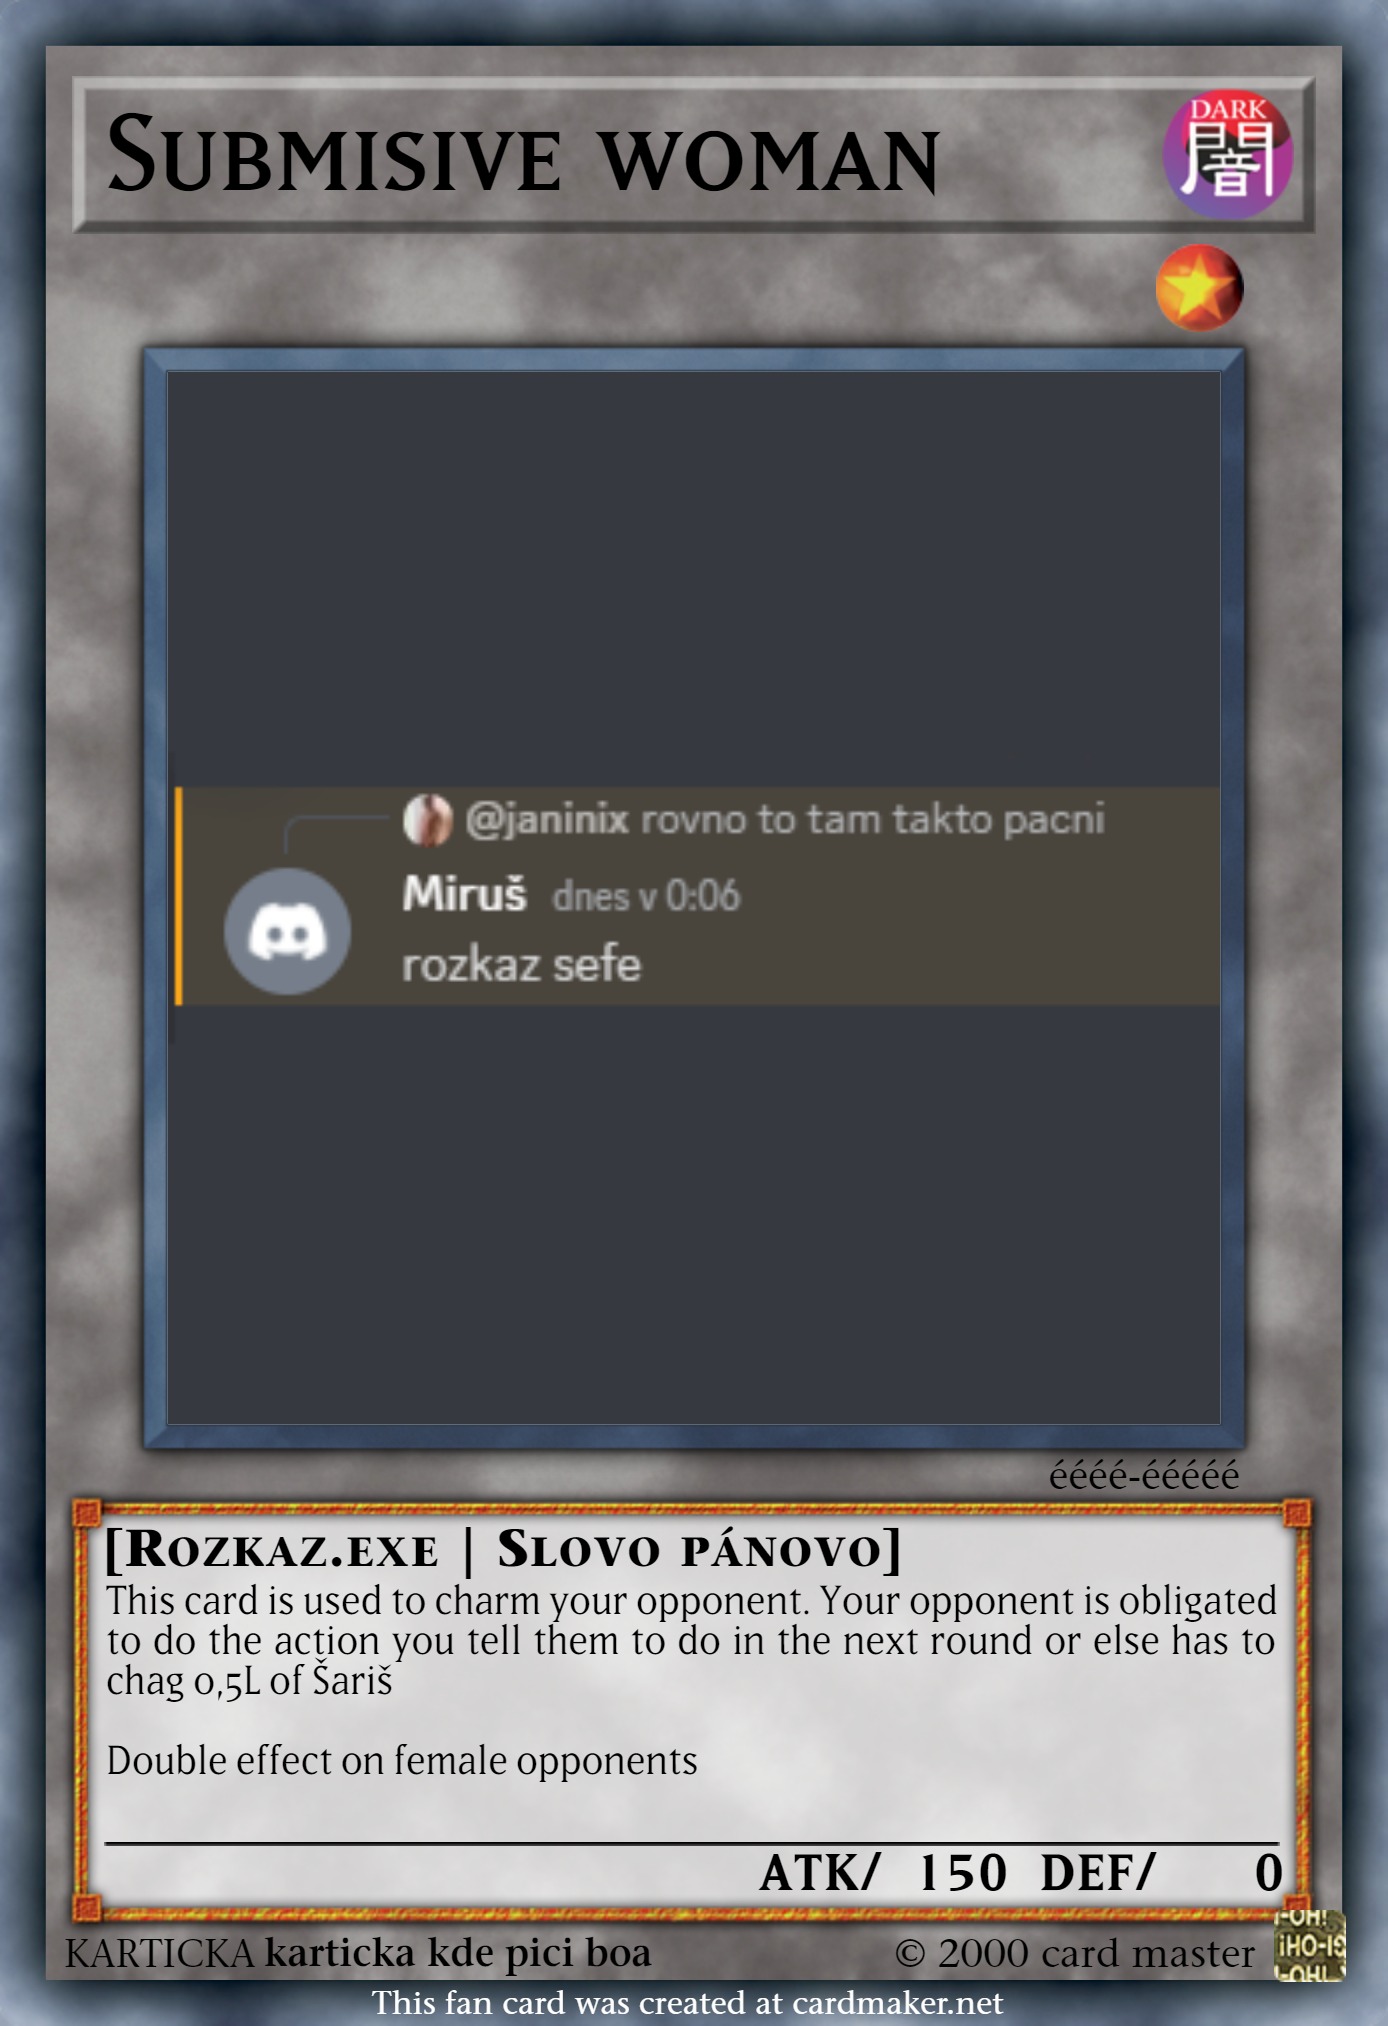 Submisive woman
DARK
闇
@janinix rovno to tam takto pacni
Miruš dnes v 0:06
rozkaz sefe
éééé-ééééé
[Rozkaz.exe | Slovo pánovo]
This card is used to charm your opponent. Your opponent is obligated
to do the action you tell them to do in the next round or else has to
chag 0,5L of Šariš
Double effect on female opponents
ATK/ 150 DEF/ 0
KARTICKA karticka kde pici boa
© 2000 card master
This fan card was created at cardmaker.net